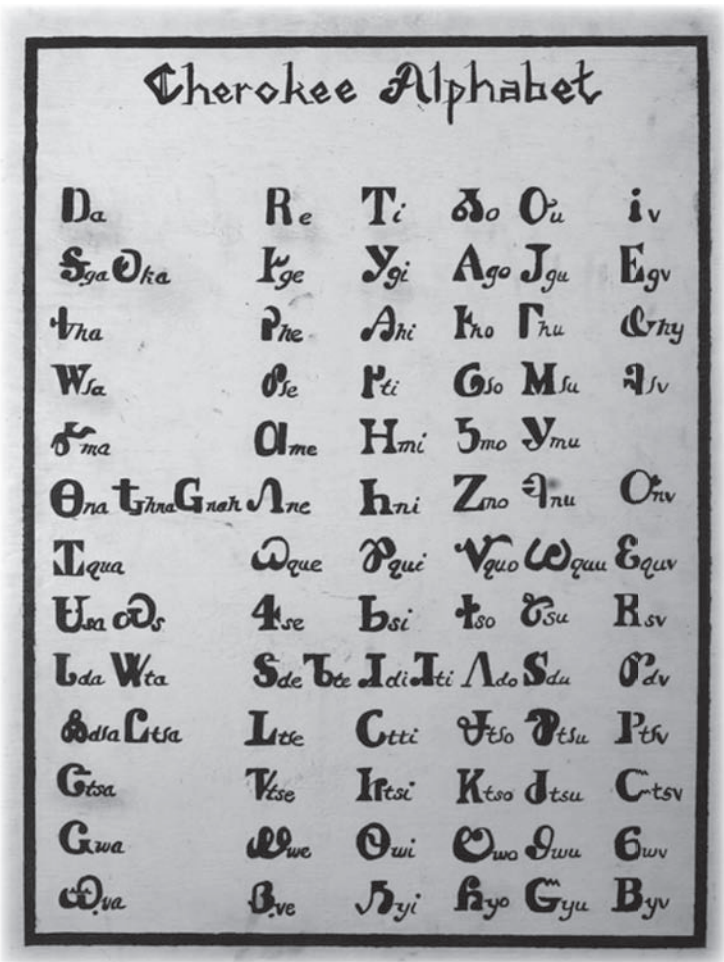 Cherokee Alphabet
Ꭰa Ꭱe Ꭲi Ꭳo Ꭴu Ꭵv
Ꭶga Ꭷka Ꭸge Ꭹgi Ꭺgo Ꭻgu Ꭼgv
Ꭽha Ꭾhe Ꭿhi Ꮀho Ꮁhu Ꮂhy
Ꮃla Ꮄle Ꮅli Ꮆlo Ꮇlu Ꮈlv
Ꮉma Ꮊme Ꮋmi Ꮌmo Ꮍmu
Ꮎna Ꮏhna Ꮐnah Ꮑne Ꮒni Ꮓno Ꮔnu Ꮕnv
Ꮖqua Ꮗque Ꮘqui Ꮙquo Ꮚquu Ꮛquv
Ꮜsa Ꮝs Ꮞse Ꮟsi Ꮠso Ꮡsu Ꮢsv
Ꮣda Ꮤta Ꮥde Ꮦte Ꮧdi Ꮨti Ꮩdo Ꮪdu Ꮫdv
Ꮬdla Ꮭtla Ꮮtle Ꮯtli Ꮰtlo Ꮱtlu Ꮲtlv
Ꮳtsa Ꮴtse Ꮵtsi Ꮶtso Ꮷtsu Ꮸtsv
Ꮹwa Ꮺwe Ꮻwi Ꮼwo Ꮽwu Ꮾwv
Ꮿya Ᏸye Ᏹyi Ᏺyo Ᏻyu Ᏼyv